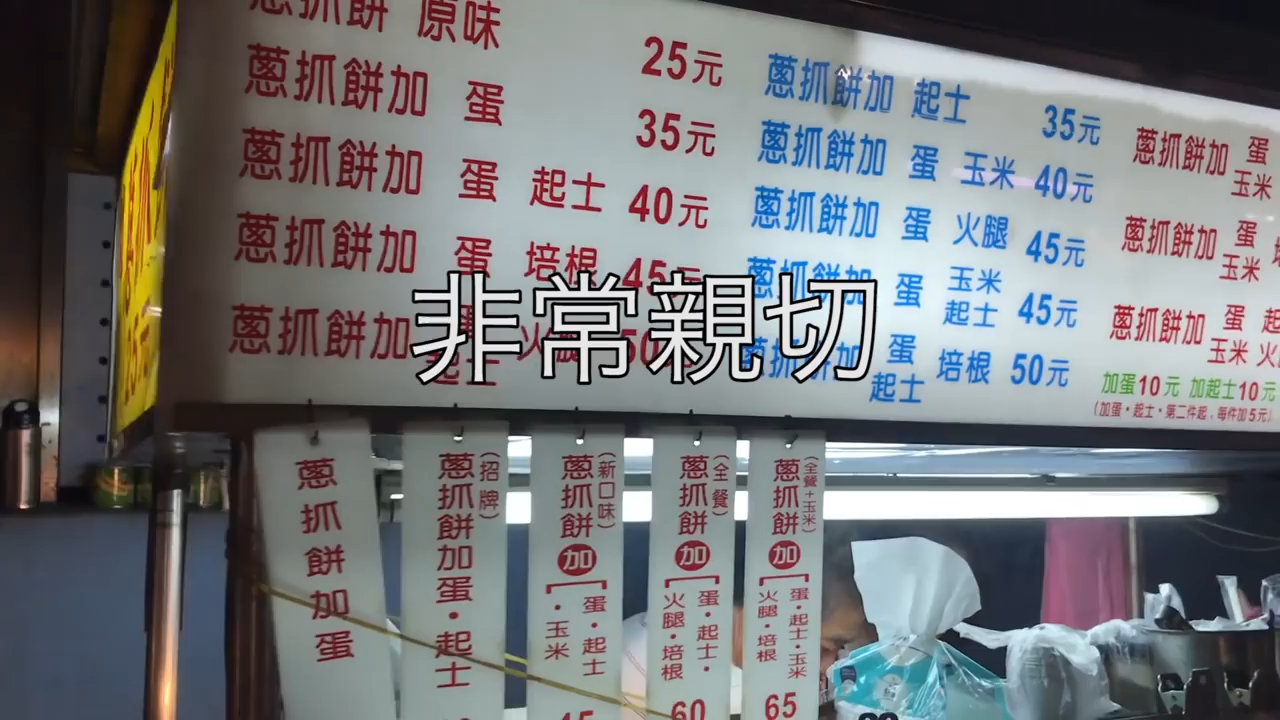 蔥抓餅 原味 25元
蔥抓餅加 蛋 35元
蔥抓餅加 蛋 起士 40元
蔥抓餅加 蛋 培根 45元
蔥抓餅加 起士 火腿 50
蔥抓餅加 起士 35元
蔥抓餅加 蛋 玉米 40元
蔥抓餅加 蛋 火腿 45元
蔥抓餅加 蛋 玉米 起士 45元
蔥抓餅加 蛋 起士 培根 50元
蔥抓餅加 蛋 玉米
蔥抓餅加 蛋 玉米
蔥抓餅加 蛋 起 玉米 火
加蛋10元 加起士10元
(加蛋·起士·第二件起,每件加5元)
非常親切
蔥抓餅加蛋
(招牌)
蔥抓餅加蛋·起士
(新口味)
蔥抓餅加[蛋·起士·玉米
(全餐)
蔥抓餅加[蛋·起士·火腿·培根
60
(全餐+玉米)
蔥抓餅加[蛋·起士·玉米火腿·培根
65